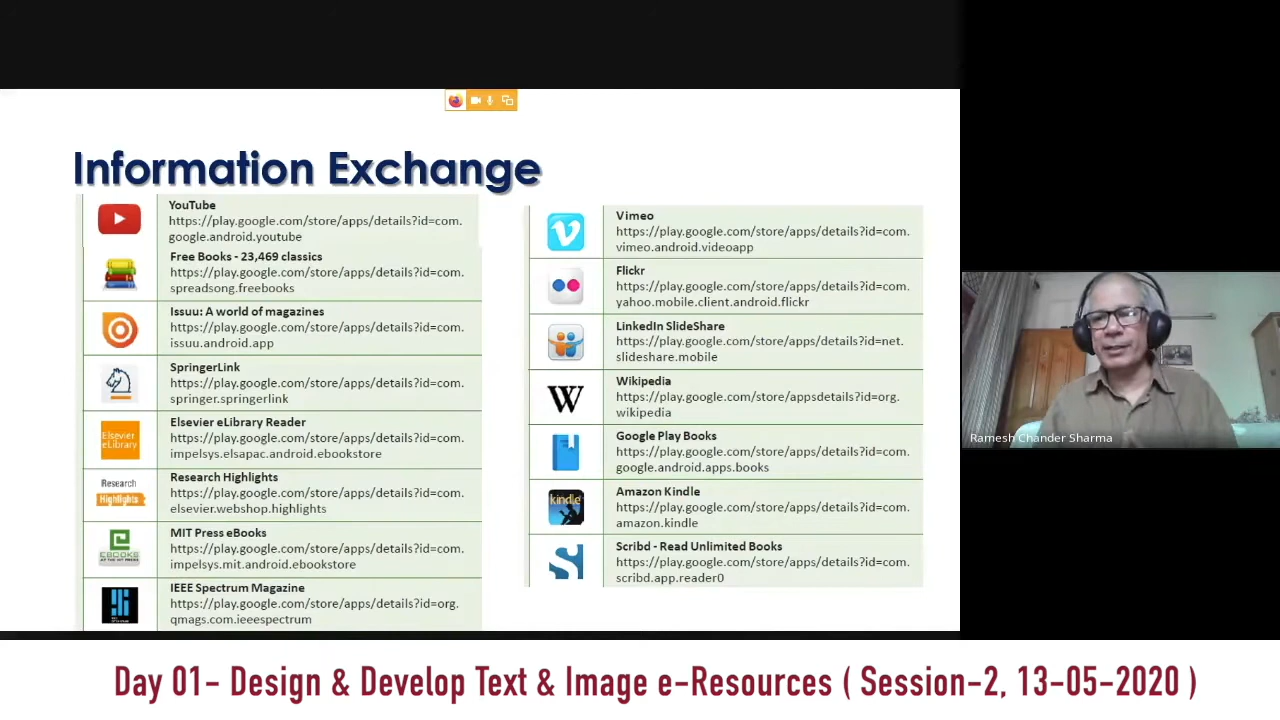 Information Exchange
YouTube
https://play.google.com/store/apps/details?id=com.
google.android.youtube
Free Books - 23,469 classics
https://play.google.com/store/apps/details?id=com.
spreadsong.freebooks
Issuu: A world of magazines
https://play.google.com/store/apps/details?id=com.
issuu.android.app
SpringerLink
https://play.google.com/store/apps/details?id=com.
springer.springerlink
Elsevier
eLibrary
Elsevier eLibrary Reader
https://play.google.com/store/apps/details?id=com.
impelsys.elsapac.android.ebookstore
Research
Highlights
Research Highlights
https://play.google.com/store/apps/details?id=com.
elsevier.webshop.highlights
EBOOKS
AT THE MIT PRESS
MIT Press eBooks
https://play.google.com/store/apps/details?id=com.
impelsys.mit.android.ebookstore
IEEE Spectrum Magazine
https://play.google.com/store/apps/details?id=org.
qmags.com.ieeespectrum
Vimeo
https://play.google.com/store/apps/details?id=com.
vimeo.android.videoapp
Flickr
https://play.google.com/store/apps/details?id=com.
yahoo.mobile.client.android.flickr
LinkedIn SlideShare
https://play.google.com/store/apps/details?id=net.
slideshare.mobile
W
Wikipedia
https://play.google.com/store/appsdetails?id=org.
wikipedia
Google Play Books
https://play.google.com/store/apps/details?id=com.
google.android.apps.books
kindle
Amazon Kindle
https://play.google.com/store/apps/details?id=com.
amazon.kindle
Scribd - Read Unlimited Books
https://play.google.com/store/apps/details?id=com.
scribd.app.reader0
Ramesh Chander Sharma
Day 01- Design & Develop Text & Image e-Resources ( Session-2, 13-05-2020 )